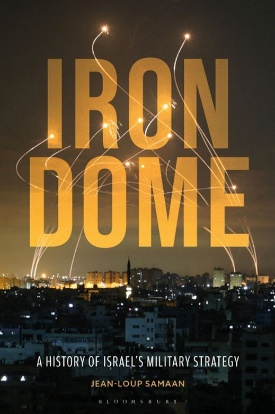 IRON
DOME
A HISTORY OF ISRAEL'S MILITARY STRATEGY
JEAN-LOUP SAMAAN
BLOOMSBURY